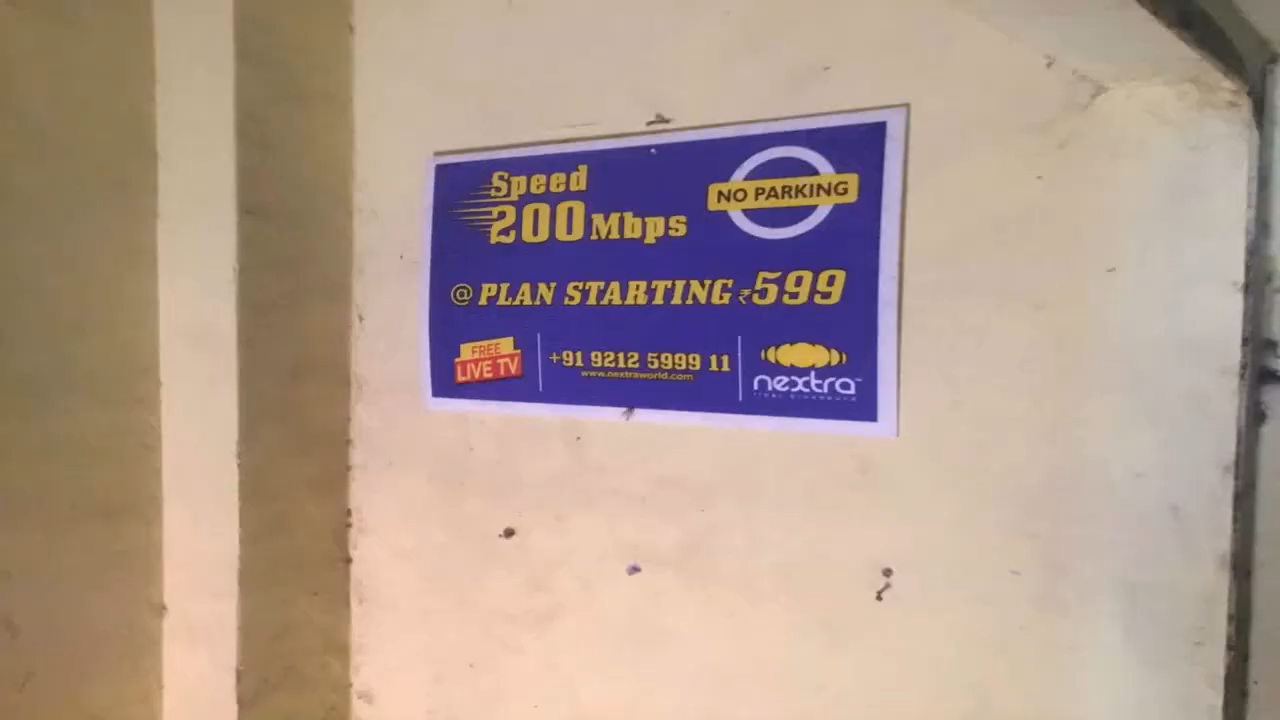 Speed
200 Mbps
NO PARKING
@ PLAN STARTING ₹599
FREE
LIVE TV
+91 9212 5999 11
www.nextraworld.com
nextra